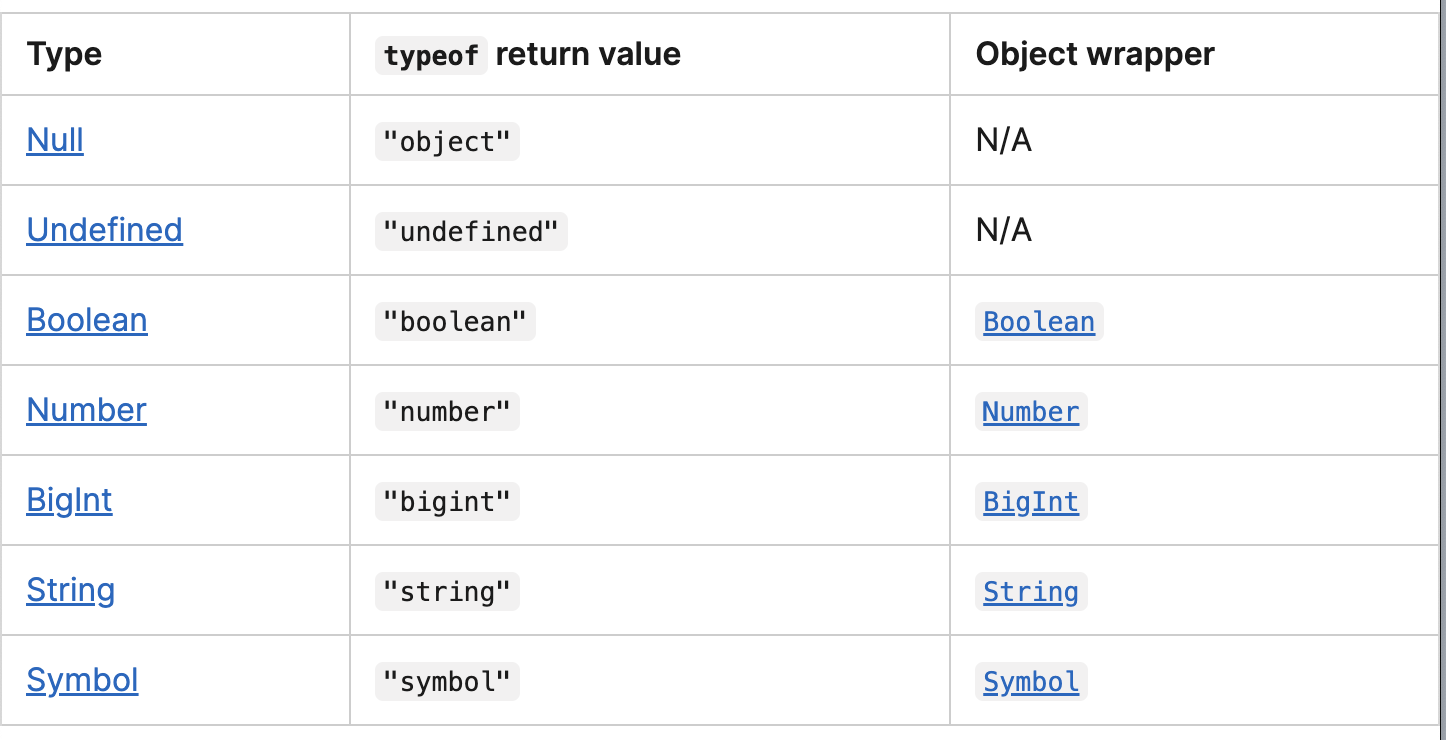 Type typeof return value Object wrapper
Null "object" N/A
Undefined "undefined" N/A
Boolean "boolean" Boolean
Number "number" Number
BigInt "bigint" BigInt
String "string" String
Symbol "symbol" Symbol